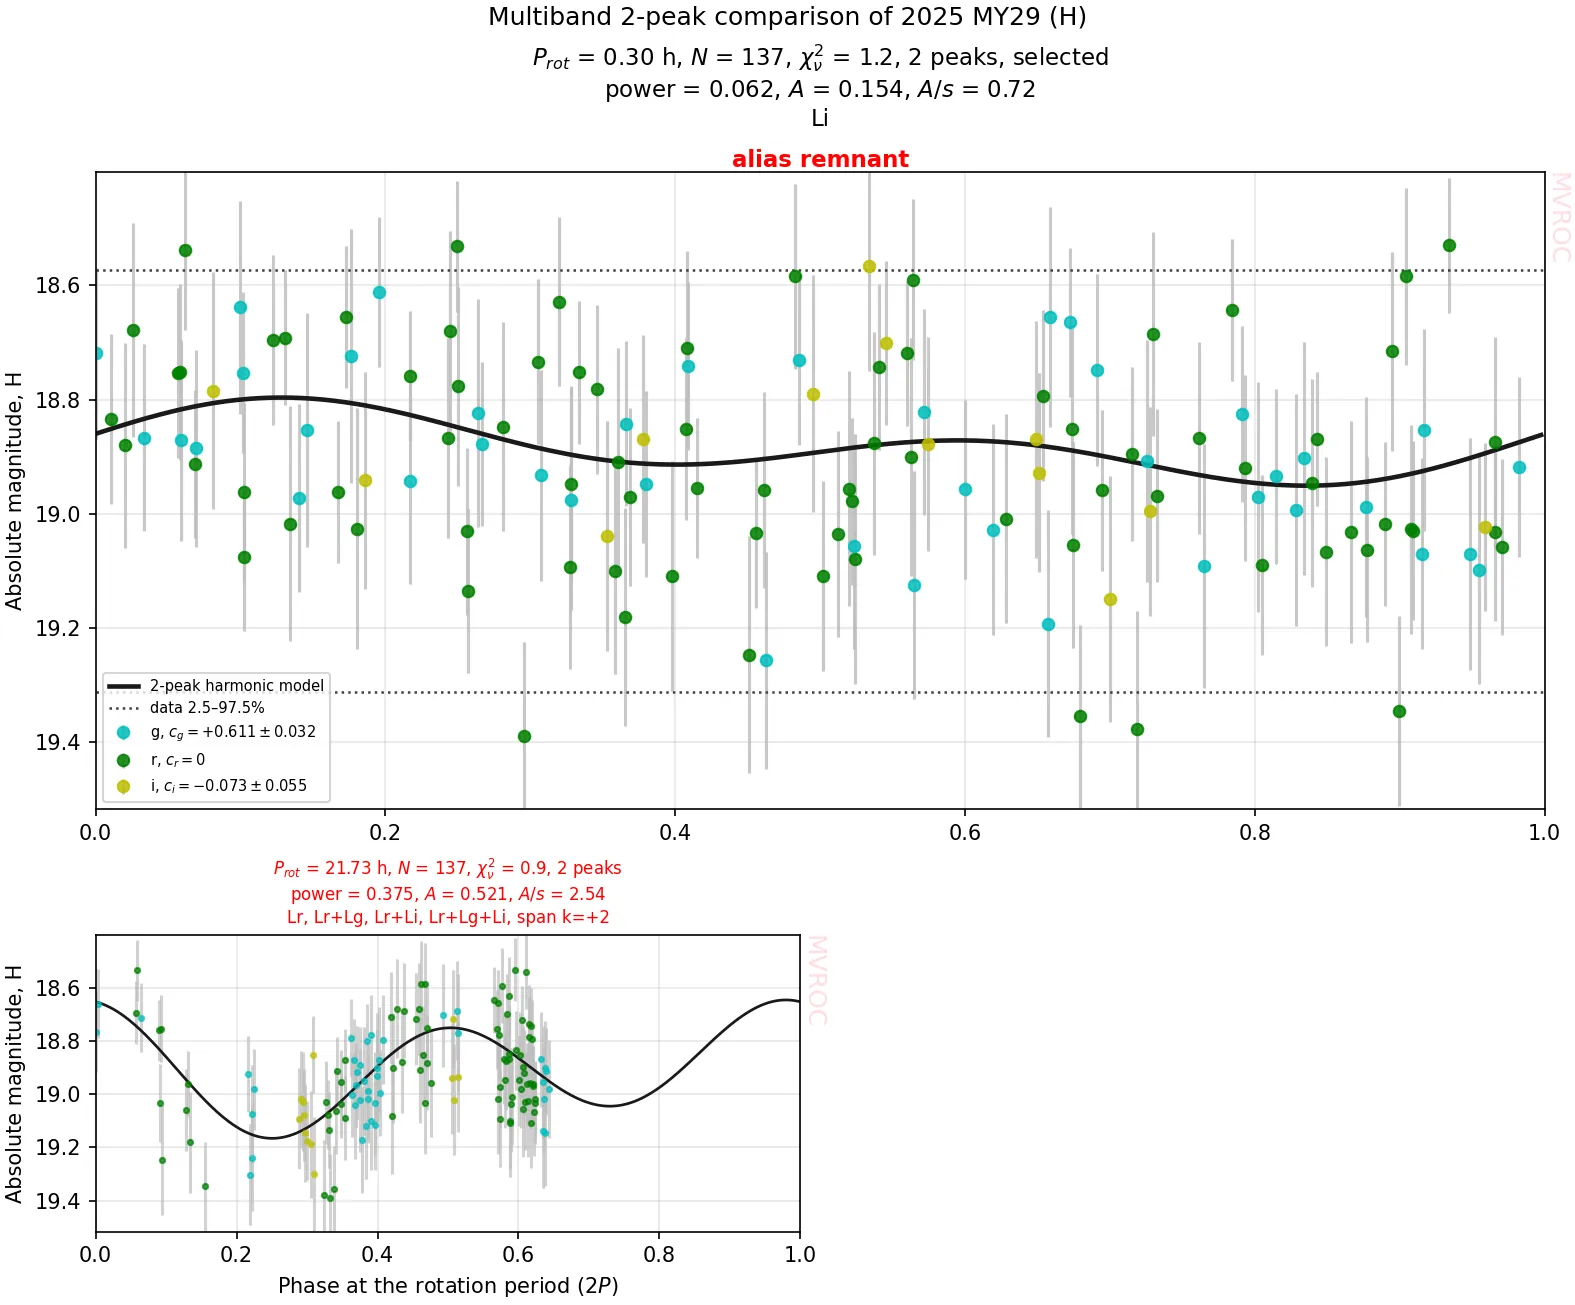 Multiband 2-peak comparison of 2025 MY29 (H)
P_rot = 0.30 h, N = 137, χ²_ν = 1.2, 2 peaks, selected
power = 0.062, A = 0.154, A/s = 0.72
Li
alias remnant
MVROC
Absolute magnitude, H
18.6
18.8
19.0
19.2
19.4
2-peak harmonic model
data 2.5–97.5%
g, c_g = +0.611 ± 0.032
r, c_r = 0
i, c_i = −0.073 ± 0.055
0.0 0.2 0.4 0.6 0.8 1.0
P_rot = 21.73 h, N = 137, χ²_ν = 0.9, 2 peaks
power = 0.375, A = 0.521, A/s = 2.54
Lr, Lr+Lg, Lr+Li, Lr+Lg+Li, span k=+2
MVROC
Absolute magnitude, H
18.6
18.8
19.0
19.2
19.4
0.0 0.2 0.4 0.6 0.8 1.0
Phase at the rotation period (2P)